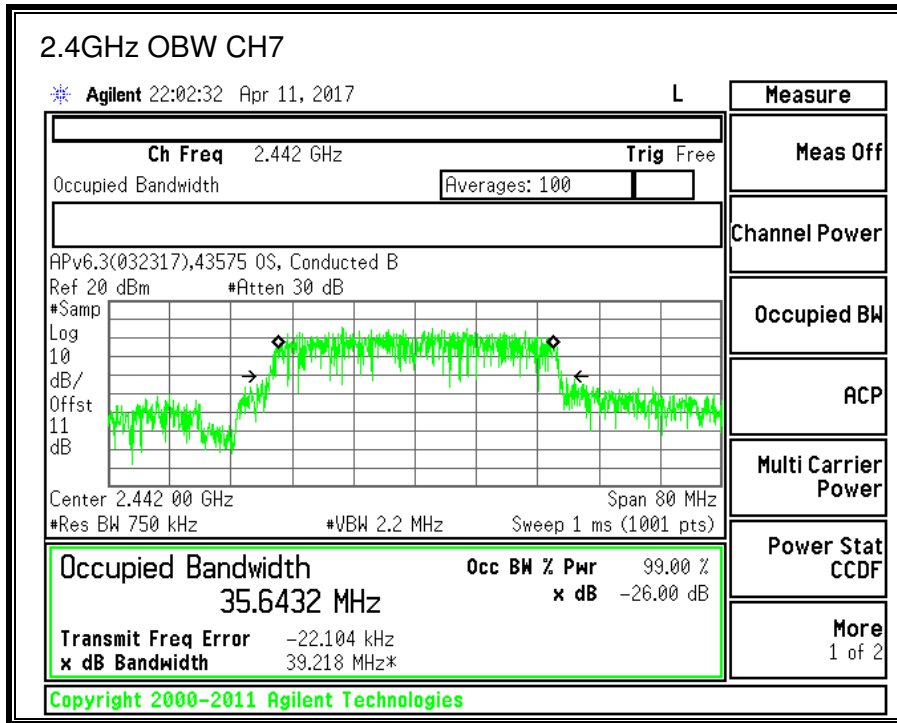 2.4GHz OBW CH7
Agilent 22:02:32 Apr 11, 2017 L
Measure
Ch Freq 2.442 GHz Trig Free
Meas Off
Occupied Bandwidth Averages: 100
Channel Power
APv6.3(032317),43575 OS, Conducted B
Ref 20 dBm #Atten 30 dB
#Samp
Log
10
dB/
Offst
11
dB
Occupied BW
ACP
Multi Carrier
Power
Center 2.442 00 GHz Span 80 MHz
#Res BW 750 kHz #VBW 2.2 MHz Sweep 1 ms (1001 pts)
Power Stat
CCDF
Occupied Bandwidth Occ BW % Pwr 99.00 %
35.6432 MHz x dB -26.00 dB
Transmit Freq Error -22.104 kHz
x dB Bandwidth 39.218 MHz*
More
1 of 2
Copyright 2000-2011 Agilent Technologies